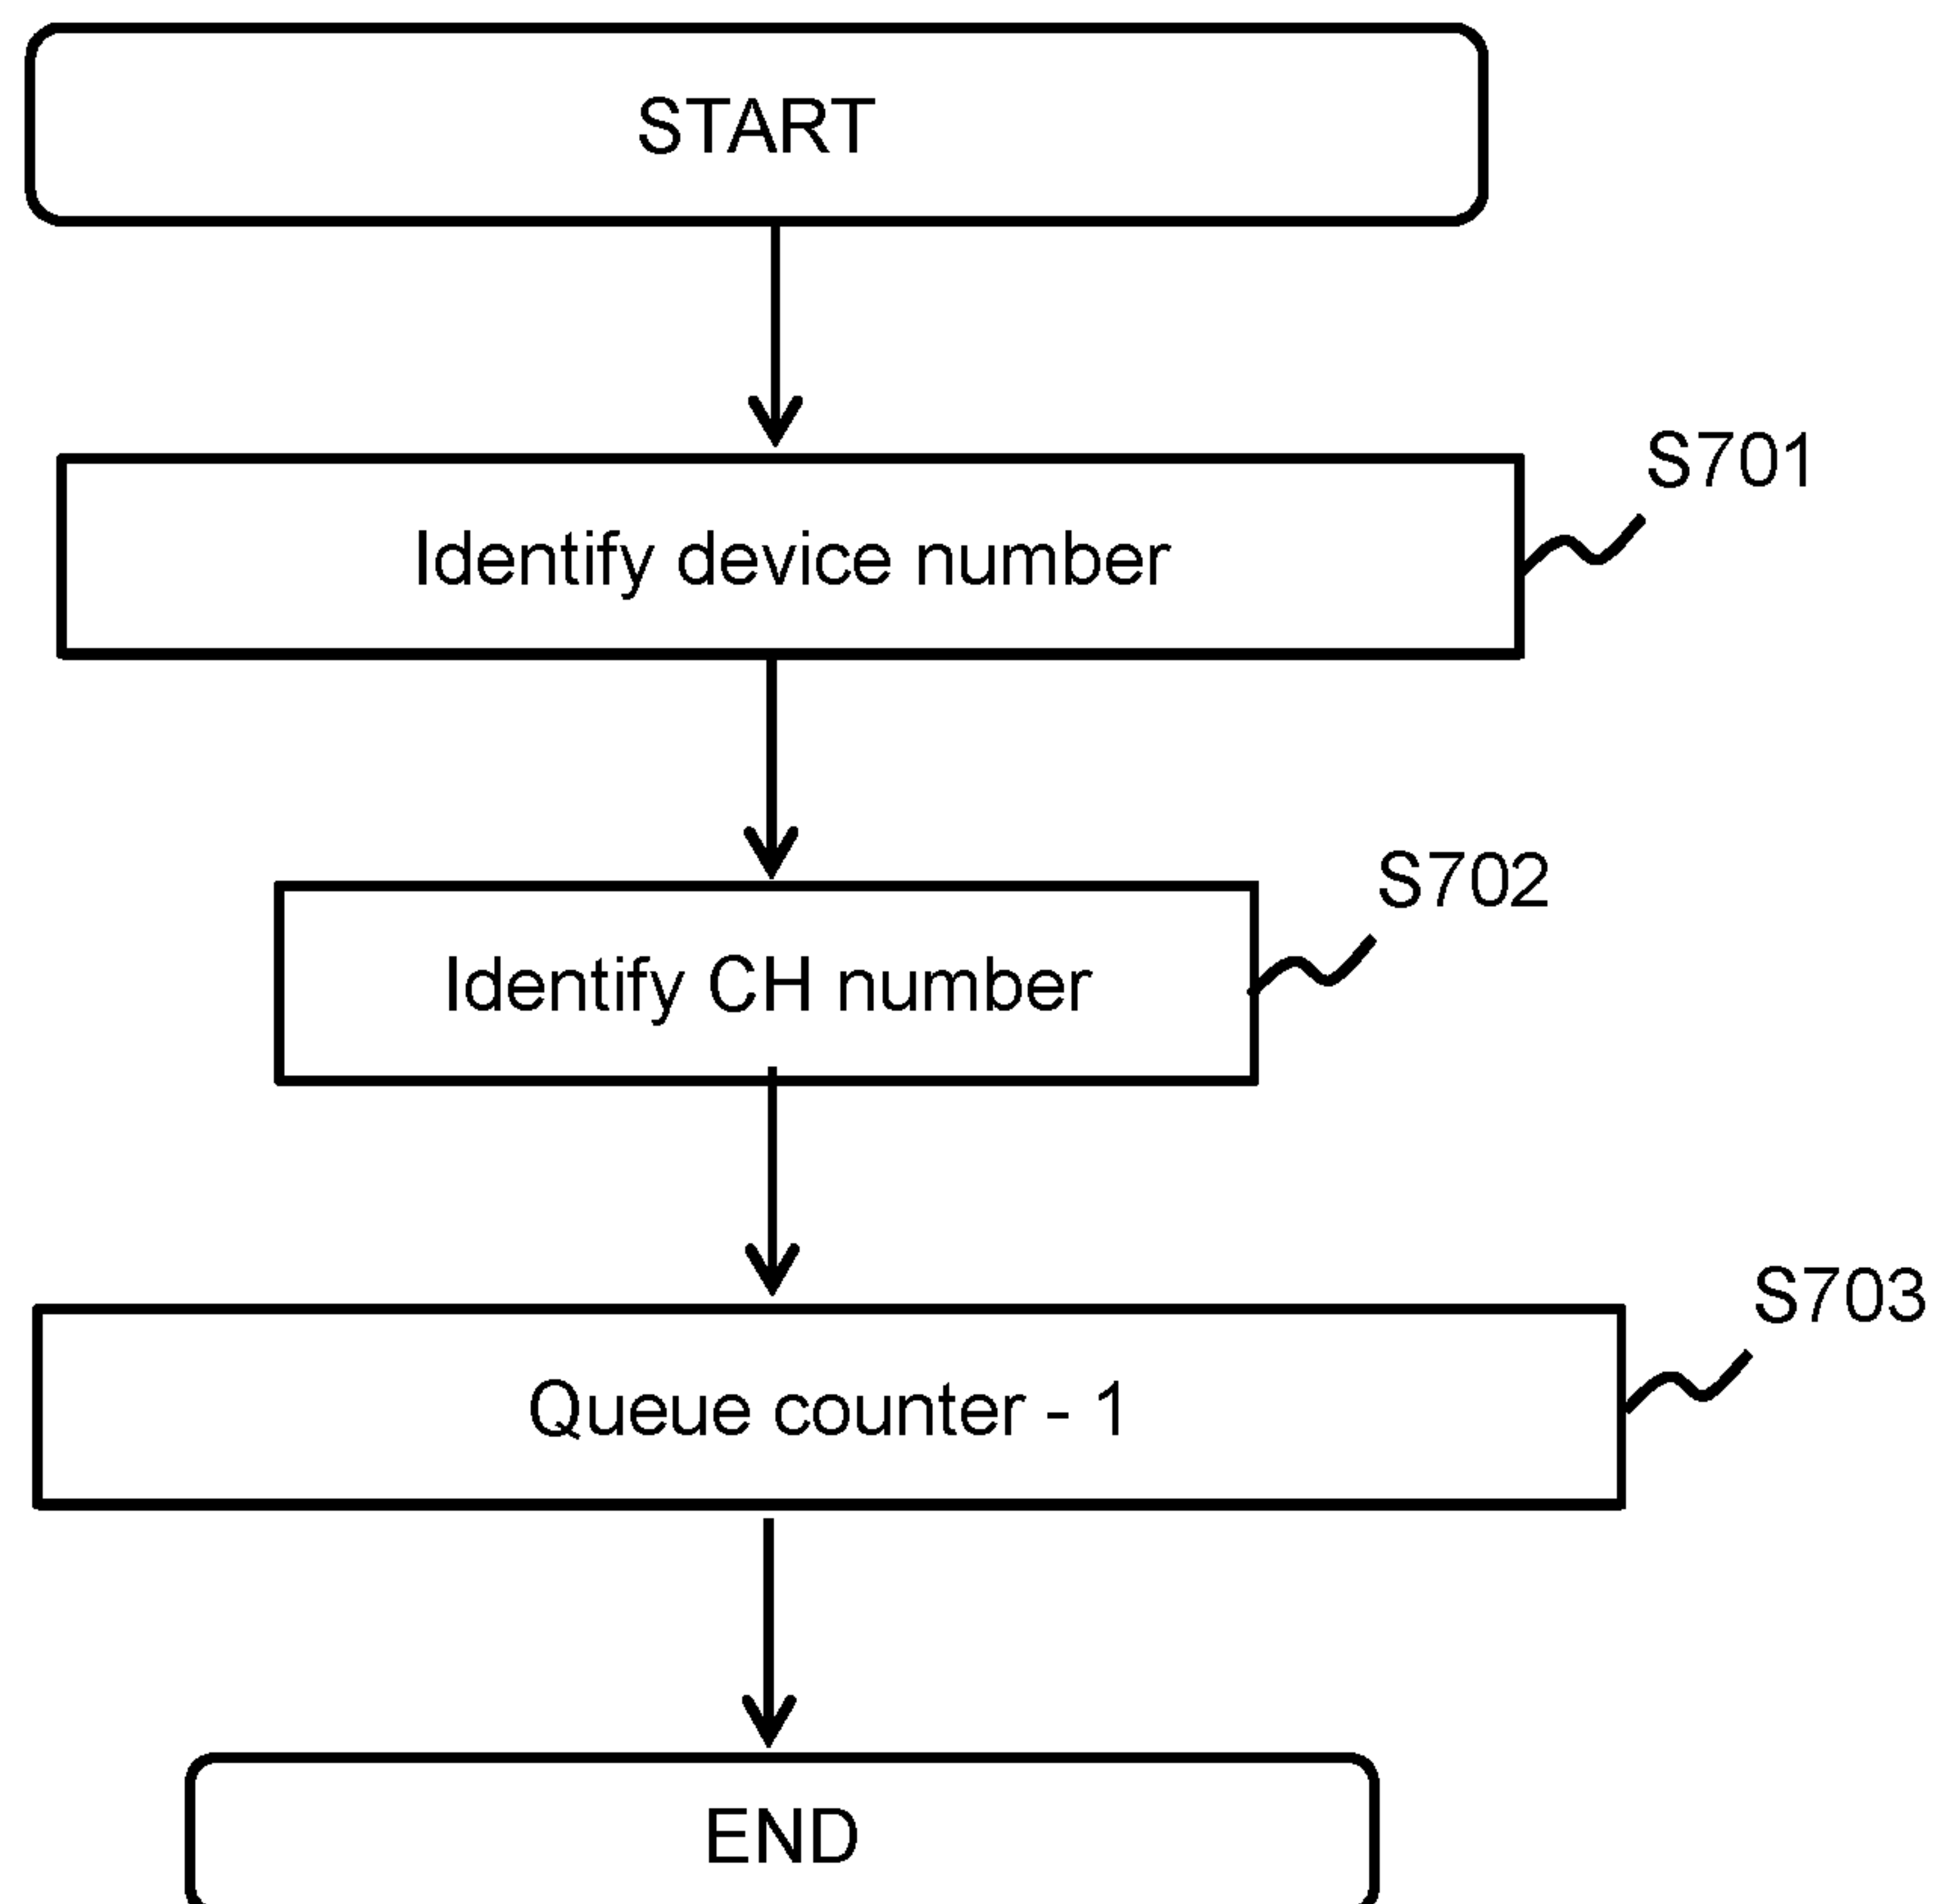 START
S701
Identify device number
S702
Identify CH number
S703
Queue counter - 1
END